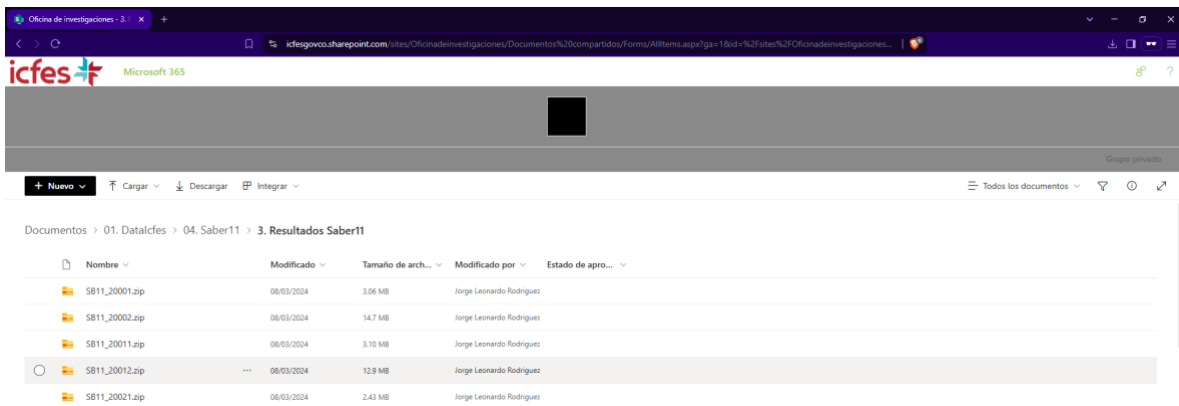 Oficina de investigaciones - 3. 
icfesgovco.sharepoint.com/sites/Oficinadeinvestigaciones/Documentos%20compartidos/Forms/AllItems.aspx?ga=1&id=%2Fsites%2FOficinadeinvestigaciones...
icfes Microsoft 365
Grupo privado
+ Nuevo Cargar Descargar Integrar Todos los documentos
Documentos > 01. DataIcfes > 04. Saber11 > 3. Resultados Saber11
Nombre Modificado Tamaño de arch... Modificado por Estado de apro...
SB11_20001.zip 08/03/2024 3.06 MB Jorge Leonardo Rodriguez
SB11_20002.zip 08/03/2024 14.7 MB Jorge Leonardo Rodriguez
SB11_20011.zip 08/03/2024 3.10 MB Jorge Leonardo Rodriguez
SB11_20012.zip ... 08/03/2024 12.9 MB Jorge Leonardo Rodriguez
SB11_20021.zip 08/03/2024 2.43 MB Jorge Leonardo Rodriguez